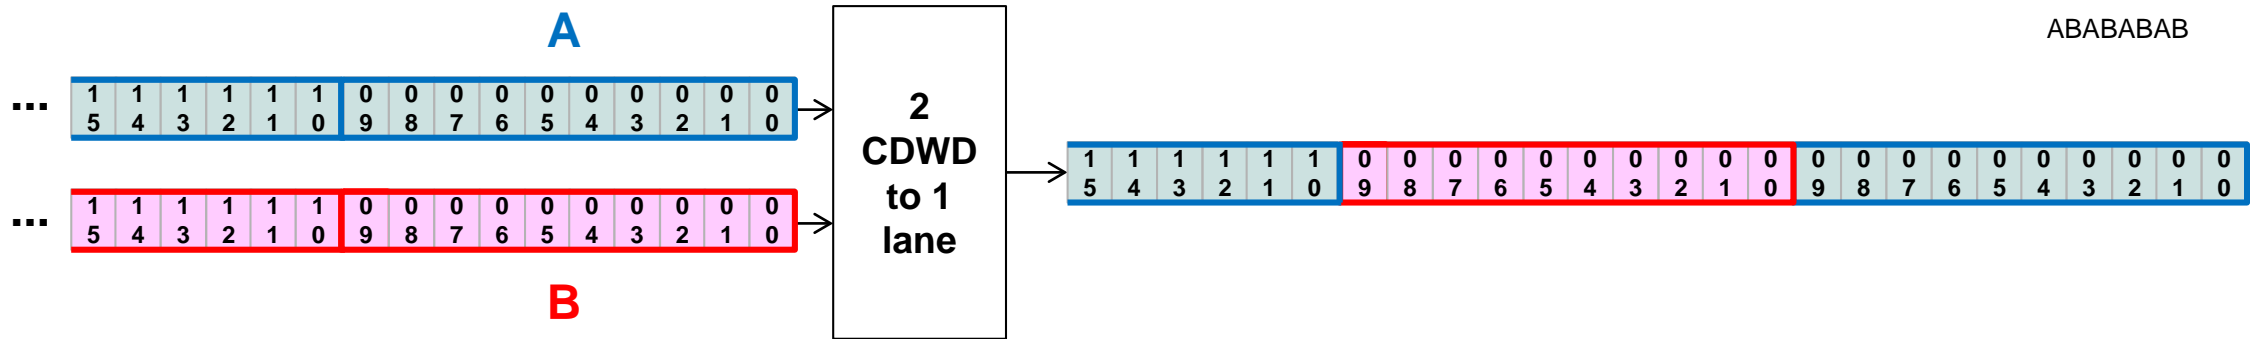 A
ABABABAB
... 1 1 1 1 1 1 0 0 0 0 0 0 0 0 0 0
5 4 3 2 1 0 9 8 7 6 5 4 3 2 1 0
2
CDWD
to 1
lane
1 1 1 1 1 1 0 0 0 0 0 0 0 0 0 0 0 0 0 0 0 0 0 0 0 0
5 4 3 2 1 0 9 8 7 6 5 4 3 2 1 0 9 8 7 6 5 4 3 2 1 0
... 1 1 1 1 1 1 0 0 0 0 0 0 0 0 0 0
5 4 3 2 1 0 9 8 7 6 5 4 3 2 1 0
B